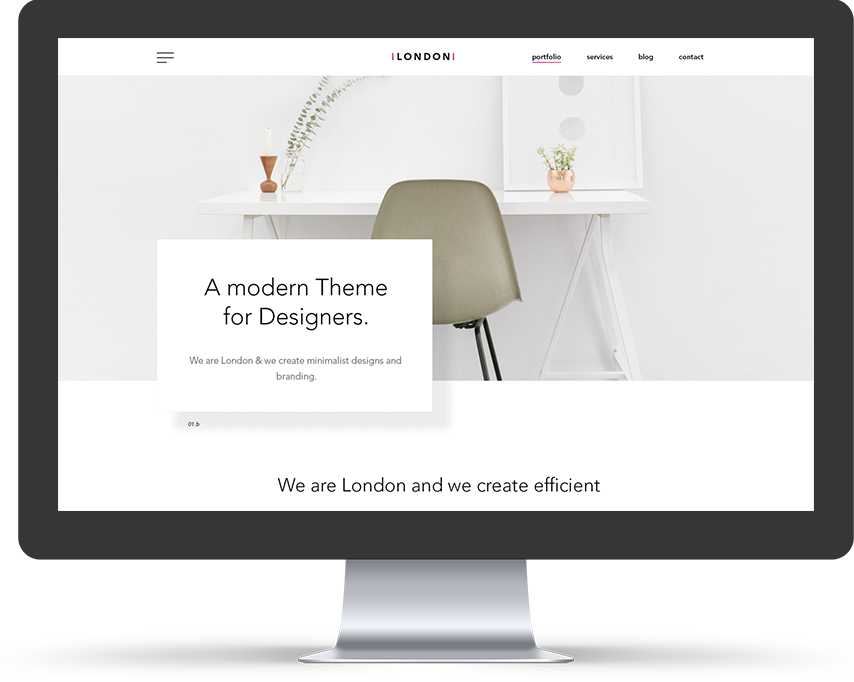 |LONDON|
portfolio
services
blog
contact
A modern Theme
for Designers.
We are London & we create minimalist designs and
branding.
01.b
We are London and we create efficient